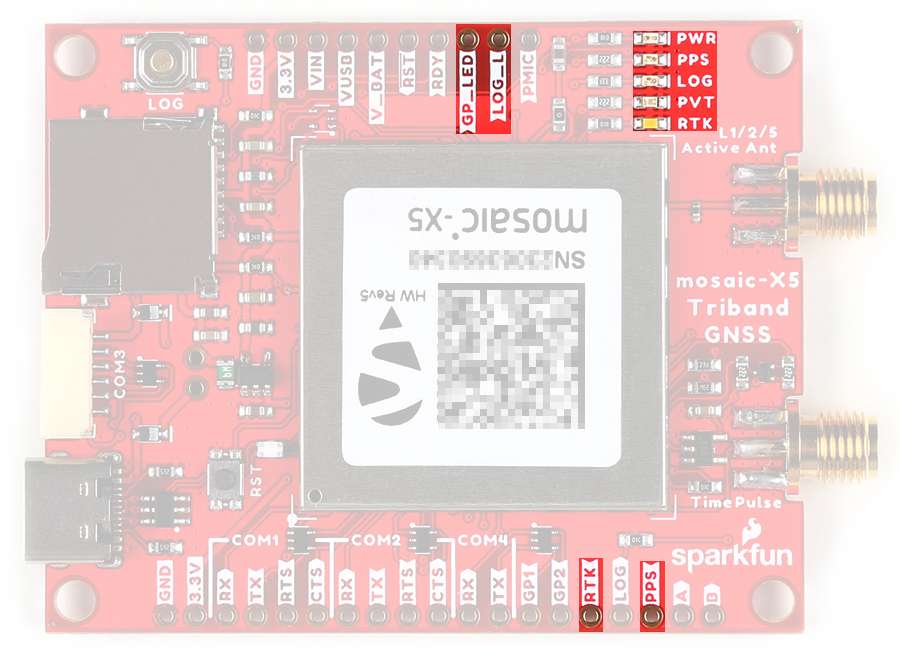 GND
3.3V
VIN
VUSB
V_BAT
RST
RDY
GP_LED
LOG_L
PMIC
PWR
PPS
LOG
PVT
RTK
LOG
L1/2/5
Active Ant
mosaic-X5
HW Rev5
mosaic-X5
Triband
GNSS
COM3
RST
TimePulse
sparkfun
COM1
COM2
COM4
GND
3.3V
RX
TX
RTS
CTS
RX
TX
RTS
CTS
RX
TX
GP1
GP2
RTK
LOG
PPS
A
B